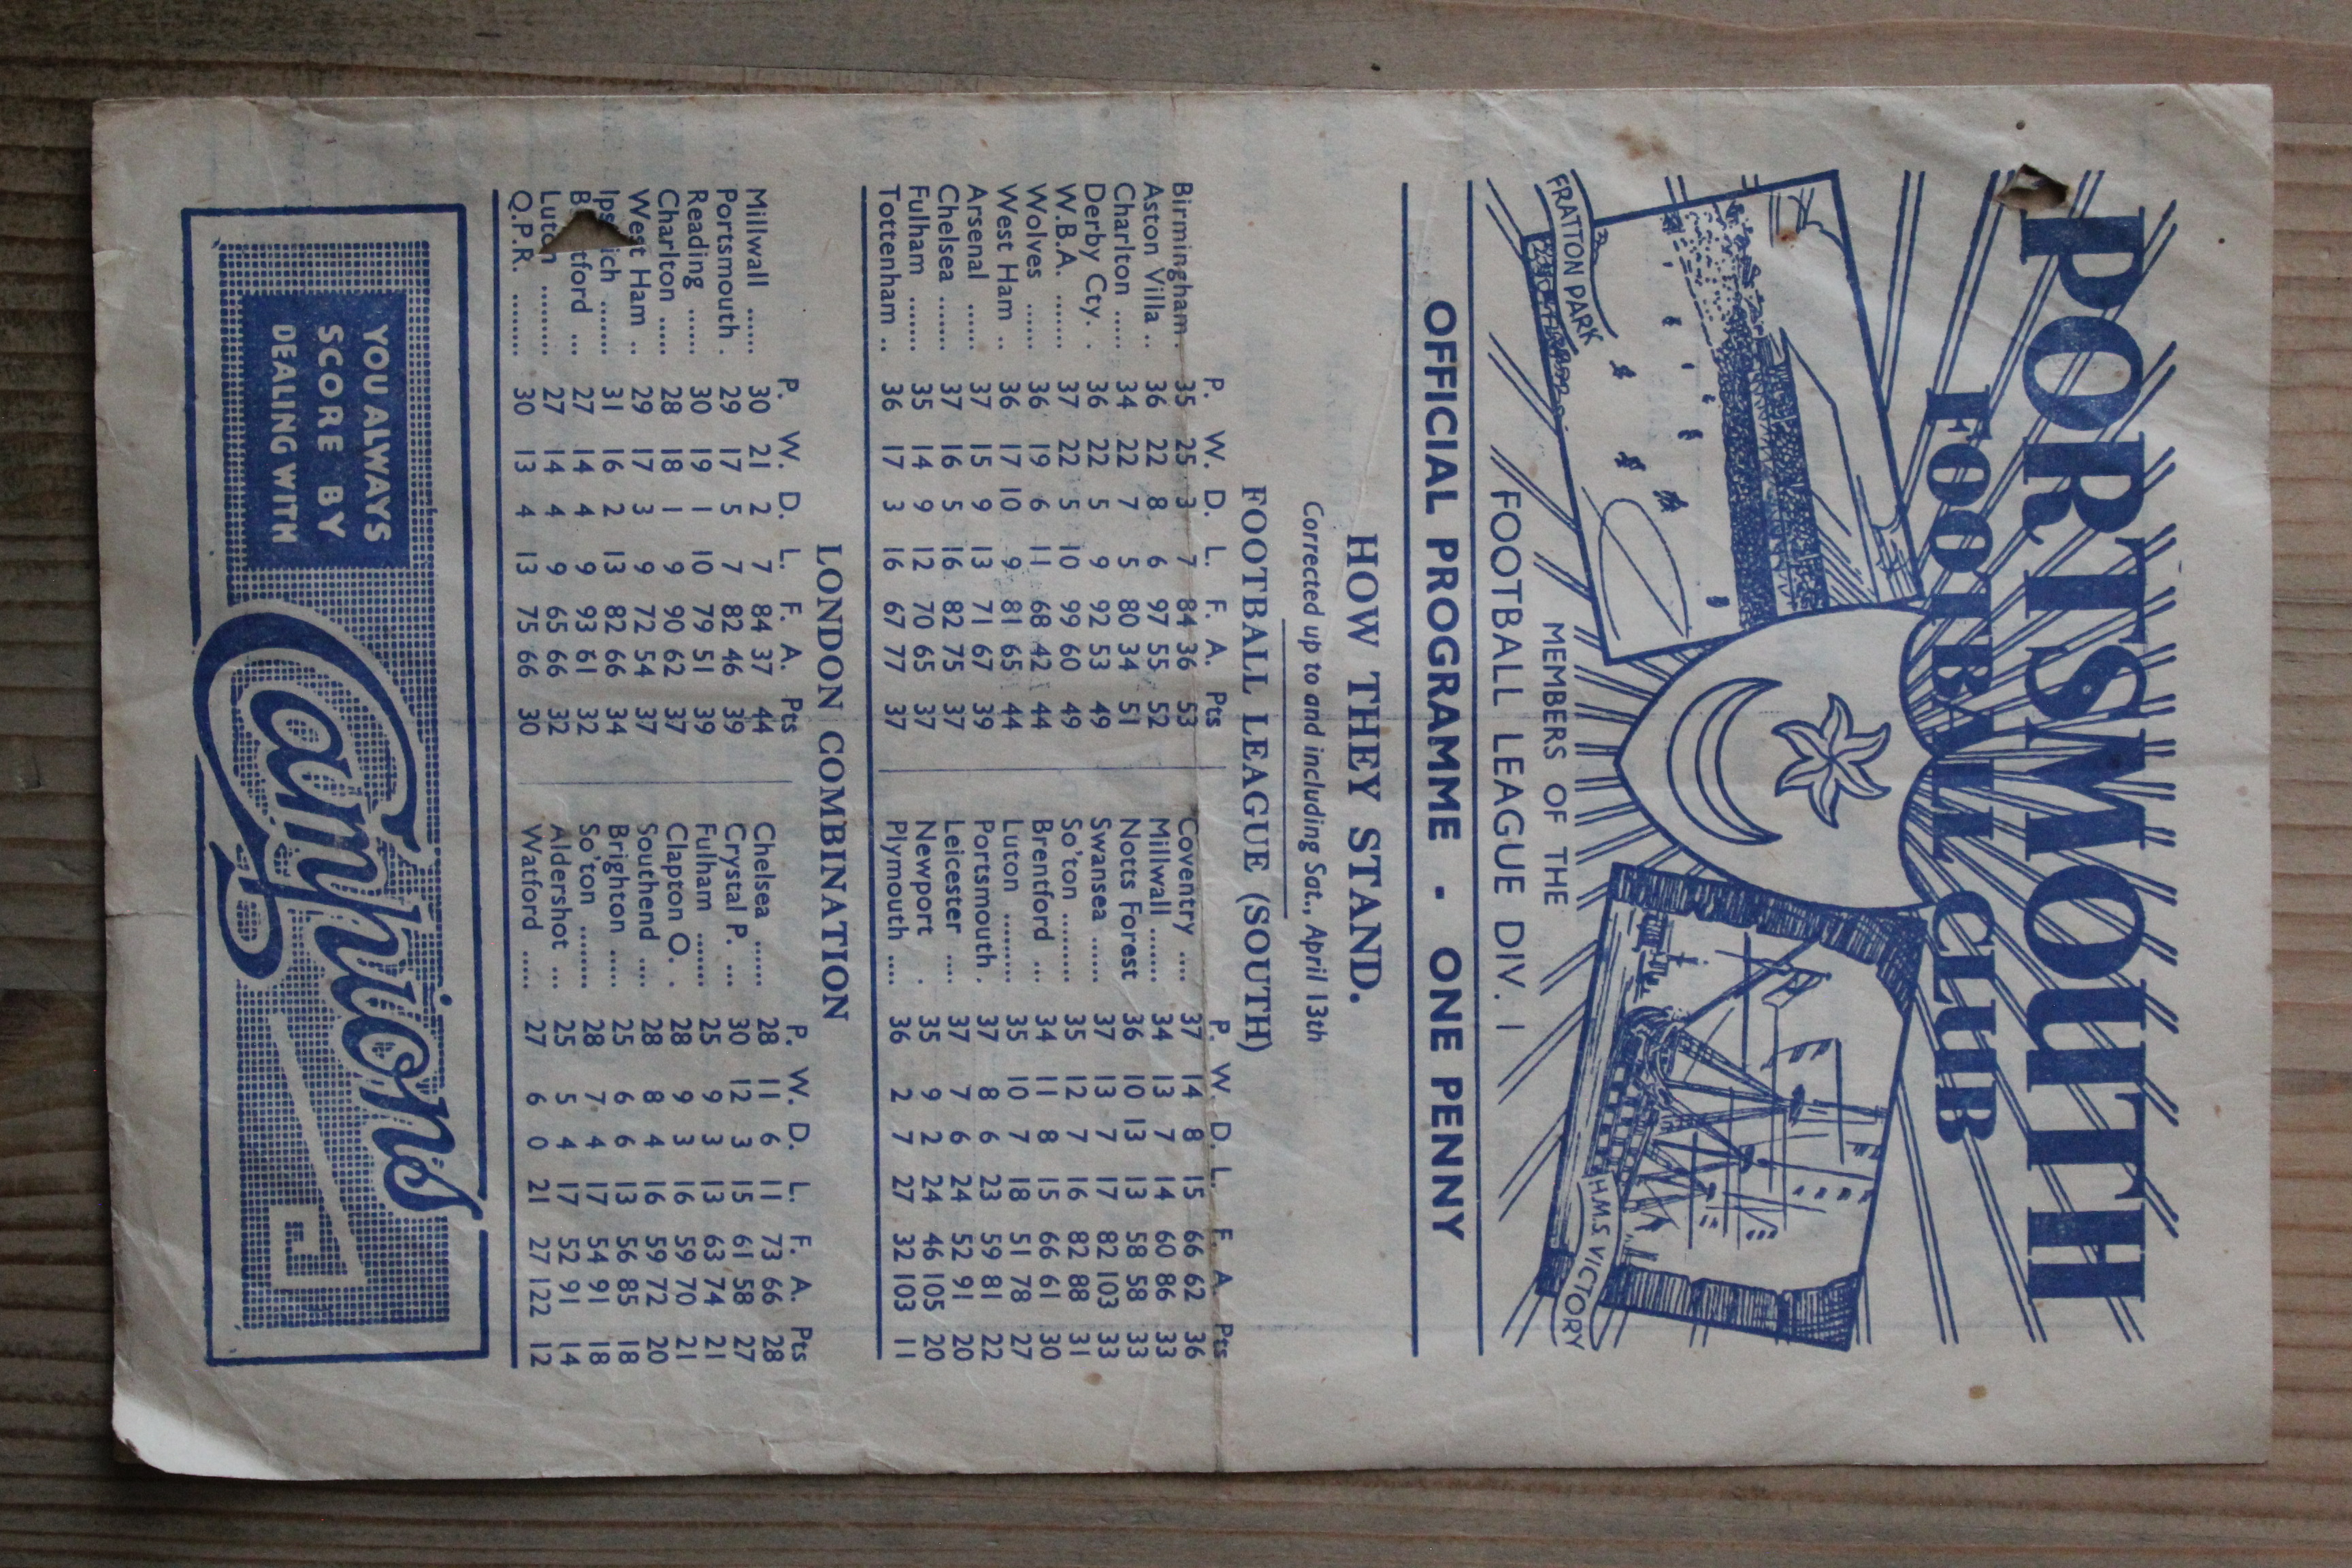 PORTSMOUTH
FOOTBALL CLUB
FRATTON PARK
H.M.S. VICTORY
MEMBERS OF THE
FOOTBALL LEAGUE DIV. I
OFFICIAL PROGRAMME • ONE PENNY
HOW THEY STAND.
Corrected up to and including Sat., April 13th
FOOTBALL LEAGUE (SOUTH)
P. W. D. L. F. A. Pts P. W. D. L. F. A. Pts
Birmingham. 35 25 3 7 84 36 53 Coventry .... 37 14 8 15 66 62 36
Aston Villa .. 36 22 8 6 97 55 52 Millwall ....... 34 13 7 14 60 86 33
Charlton ...... 34 22 7 5 80 34 51 Notts Forest 36 10 13 13 58 58 33
Derby Cty. . 36 22 5 9 92 53 49 Swansea ...... 37 13 7 17 82 103 33
W.B.A. ........ 37 22 5 10 99 60 49 So'ton ......... 35 12 7 16 82 88 31
Wolves ....... 36 19 6 11 68 42 44 Brentford ... 34 11 8 15 66 61 30
West Ham .. 36 17 10 9 81 65 44 Luton ......... 35 10 7 18 51 78 27
Arsenal ....... 37 15 9 13 71 67 39 Portsmouth . 37 8 6 23 59 81 22
Chelsea ........ 37 16 5 16 82 75 37 Leicester .... 37 7 6 24 52 91 20
Fulham ........ 35 14 9 12 70 65 37 Newport . 35 9 2 24 46 105 20
Tottenham .. 36 17 3 16 67 77 37 Plymouth .... 36 2 7 27 32 103 11
LONDON COMBINATION
P. W. D. L. F. A. Pts P. W. D. L. F. A. Pts
Millwall ...... 30 21 2 7 84 37 44 Chelsea ...... 28 11 6 11 73 66 28
Portsmouth . 29 17 5 7 82 46 39 Crystal P. ... 30 12 3 15 61 58 27
Reading ...... 30 19 1 10 79 51 39 Fulham ....... 25 9 3 13 63 74 21
Charlton ..... 28 18 1 9 90 62 37 Clapton O. . 28 9 3 16 59 70 21
West Ham .. 29 17 3 9 72 54 37 Southend .... 28 8 4 16 59 72 20
Ips ich ....... 31 16 2 13 82 66 34 Brighton ..... 25 6 6 13 56 85 18
B tford ... 27 14 4 9 93 61 32 So'ton ......... 28 7 4 17 54 91 18
Luton .......... 27 14 4 9 65 66 32 Aldershot ... 25 5 4 17 52 91 14
Q.P.R. ......... 30 13 4 13 75 66 30 Watford ..... 27 6 0 21 27 122 12
YOU ALWAYS
SCORE BY
DEALING WITH
Camhions